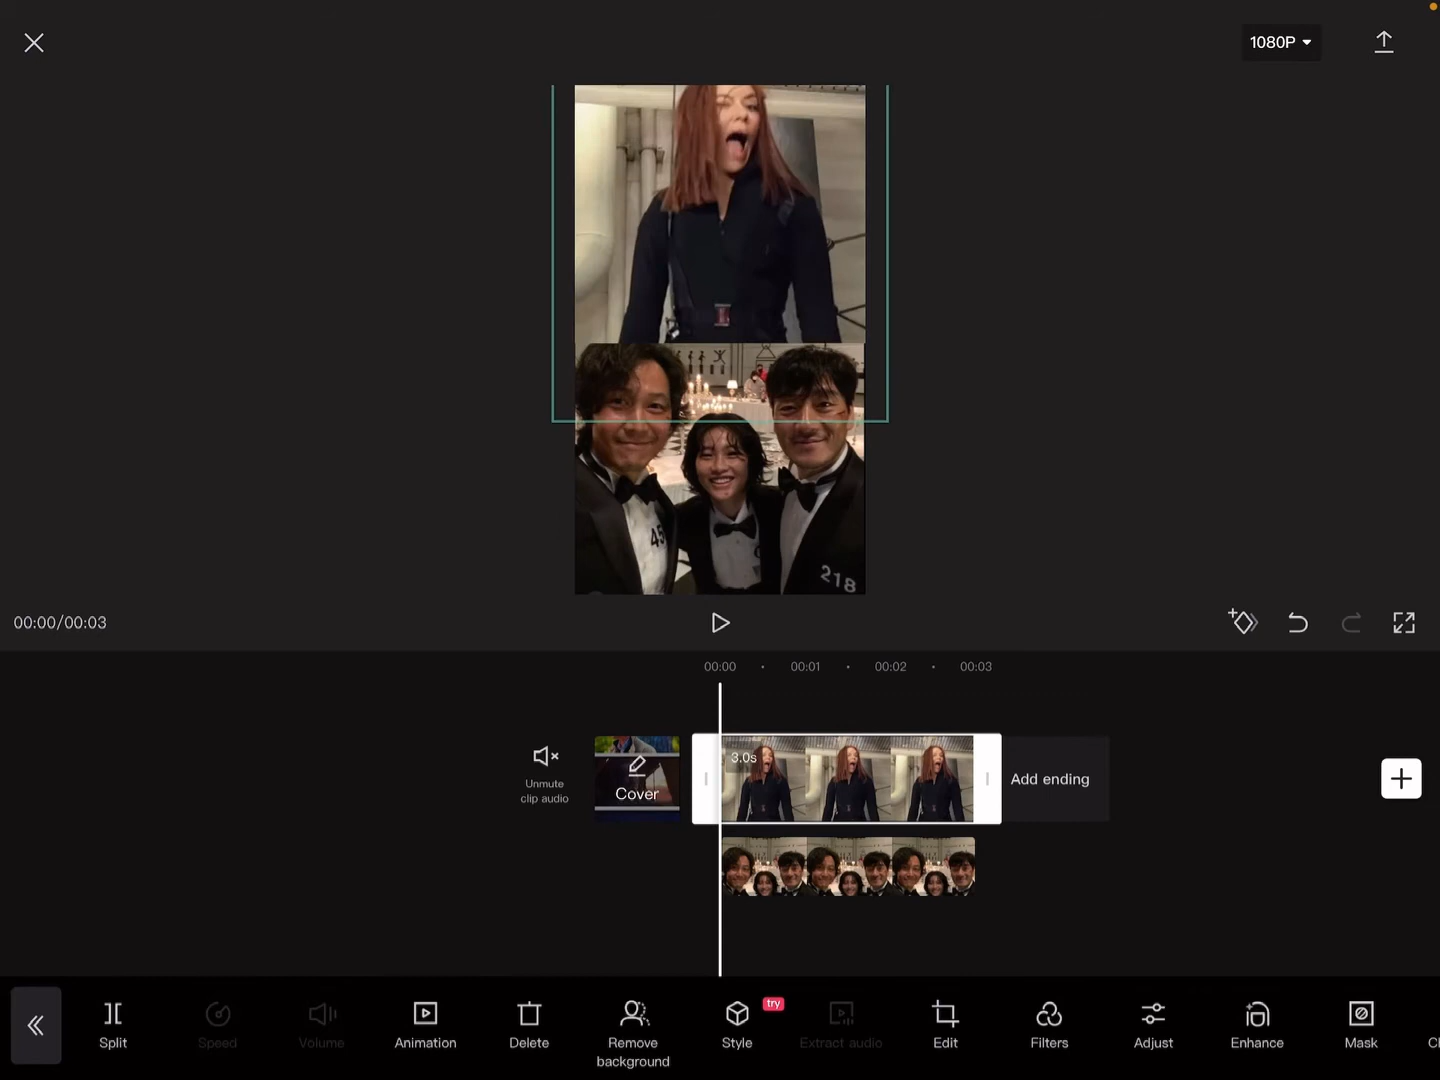 1080P
45
218
00:00/00:03
00:00
00:01
00:02
00:03
Unmute
clip audio
Cover
3.0s
Add ending
Split
Speed
Volume
Animation
Delete
Remove
background
Style
try
Extract audio
Edit
Filters
Adjust
Enhance
Mask